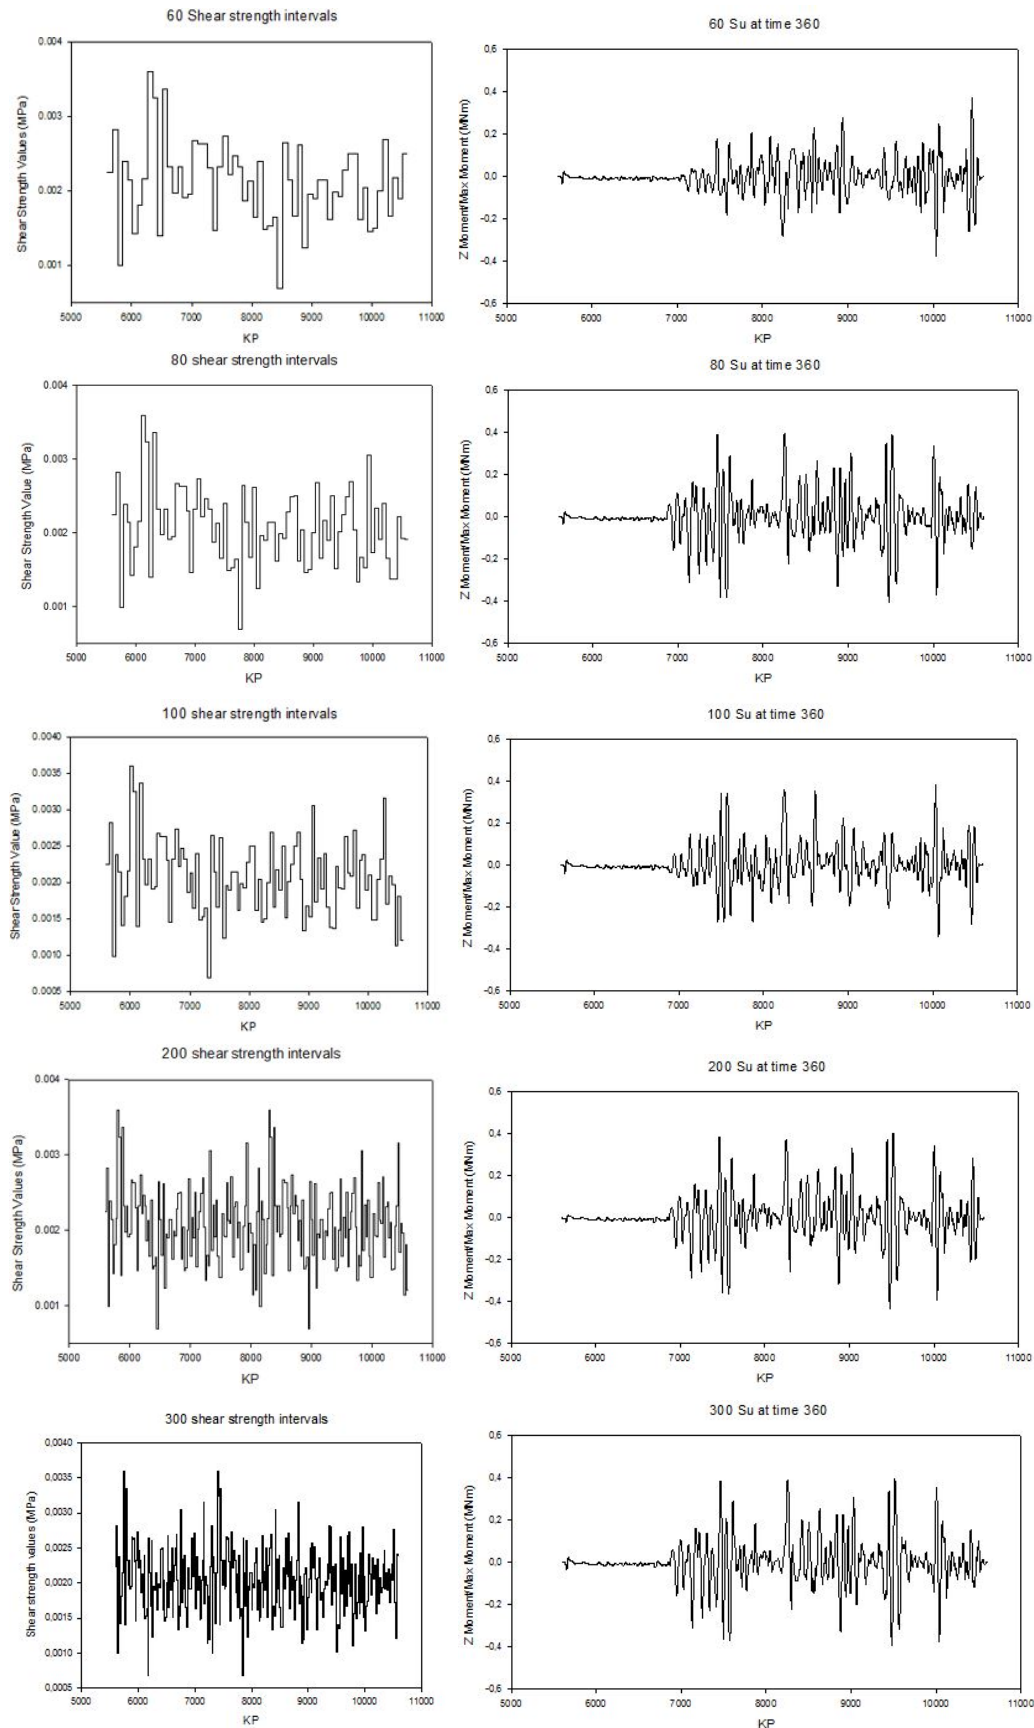 60 Shear strength intervals
0.004
0.003
0.002
0.001
Shear Strength Values (MPa)
5000 6000 7000 8000 9000 10000 11000
KP
60 Su at time 360
0,6
0,4
0,2
0,0
-0,2
-0,4
-0,6
Z Moment/Max Moment (MNm)
5000 6000 7000 8000 9000 10000 11000
KP
80 shear strength intervals
0.004
0.003
0.002
0.001
Shear Strength Value (MPa)
5000 6000 7000 8000 9000 10000 11000
KP
80 Su at time 360
0,6
0,4
0,2
0,0
-0,2
-0,4
-0,6
Z Moment/Max Moment (MNm)
5000 6000 7000 8000 9000 10000 11000
KP
100 shear strength intervals
0.0040
0.0035
0.0030
0.0025
0.0020
0.0015
0.0010
0.0005
Shear Strength Value (MPa)
5000 6000 7000 8000 9000 10000 11000
KP
100 Su at time 360
0,6
0,4
0,2
0,0
-0,2
-0,4
-0,6
Z Moment/Max Moment (MNm)
5000 6000 7000 8000 9000 10000 11000
KP
200 shear strength intervals
0.004
0.003
0.002
0.001
Shear Strength Values (MPa)
5000 6000 7000 8000 9000 10000 11000
KP
200 Su at time 360
0,6
0,4
0,2
0,0
-0,2
-0,4
-0,6
Z Moment/Max Moment (MNm)
5000 6000 7000 8000 9000 10000 11000
KP
300 shear strength intervals
0,0040
0,0035
0,0030
0,0025
0,0020
0,0015
0,0010
0,0005
Shear strength values (MPa)
5000 6000 7000 8000 9000 10000 11000
KP
300 Su at time 360
0,6
0,4
0,2
0,0
-0,2
-0,4
-0,6
Z Moment/Max Moment (MNm)
5000 6000 7000 8000 9000 10000 11000
KP